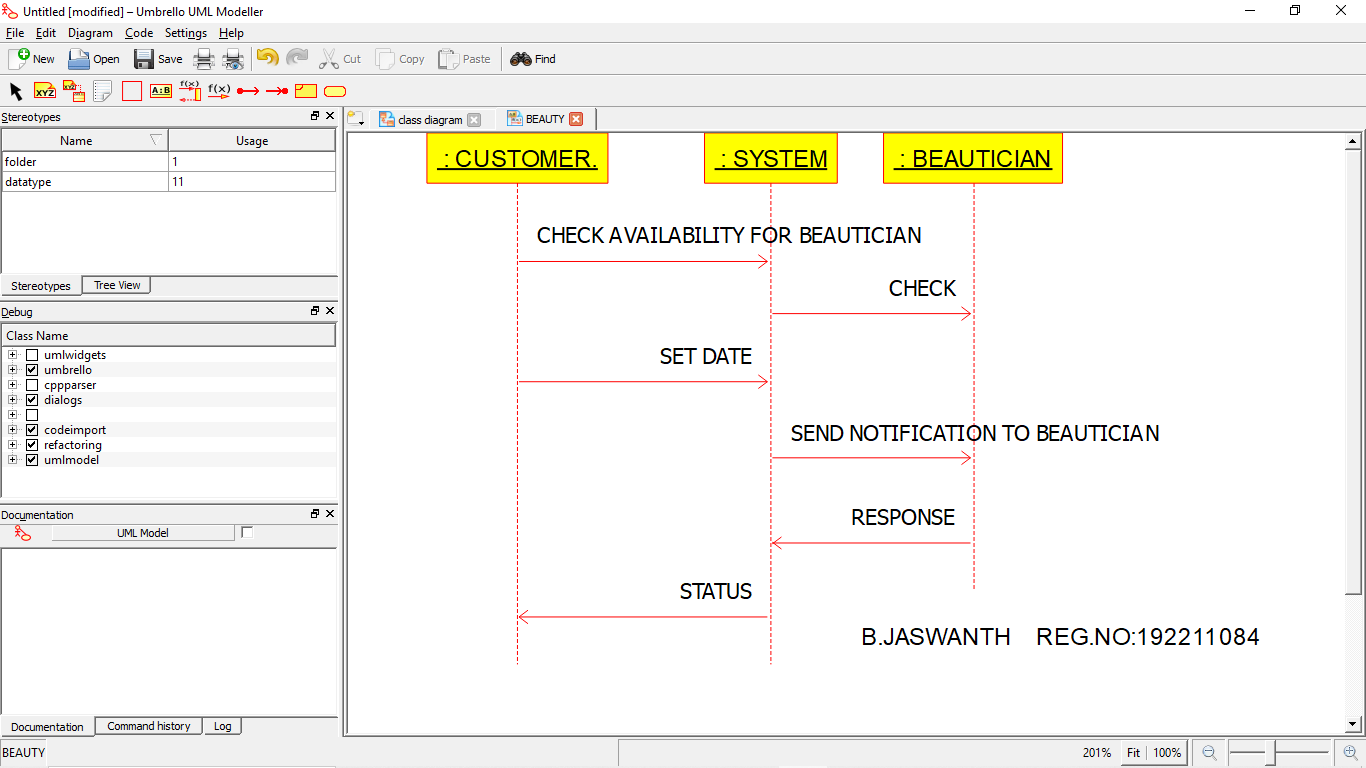 Untitled [modified] – Umbrello UML Modeller
File Edit Diagram Code Settings Help
New Open Save Cut Copy Paste Find
XYZ XYZ A:B f(x) f(x)
Stereotypes
Name Usage
folder 1
datatype 11
Stereotypes Tree View
Debug
Class Name
umlwidgets
umbrello
cppparser
dialogs
codeimport
refactoring
umlmodel
Documentation
UML Model
Documentation Command history Log
class diagram BEAUTY
: CUSTOMER. : SYSTEM : BEAUTICIAN
CHECK AVAILABILITY FOR BEAUTICIAN
CHECK
SET DATE
SEND NOTIFICATION TO BEAUTICIAN
RESPONSE
STATUS
B.JASWANTH REG.NO:192211084
BEAUTY 201% Fit 100%